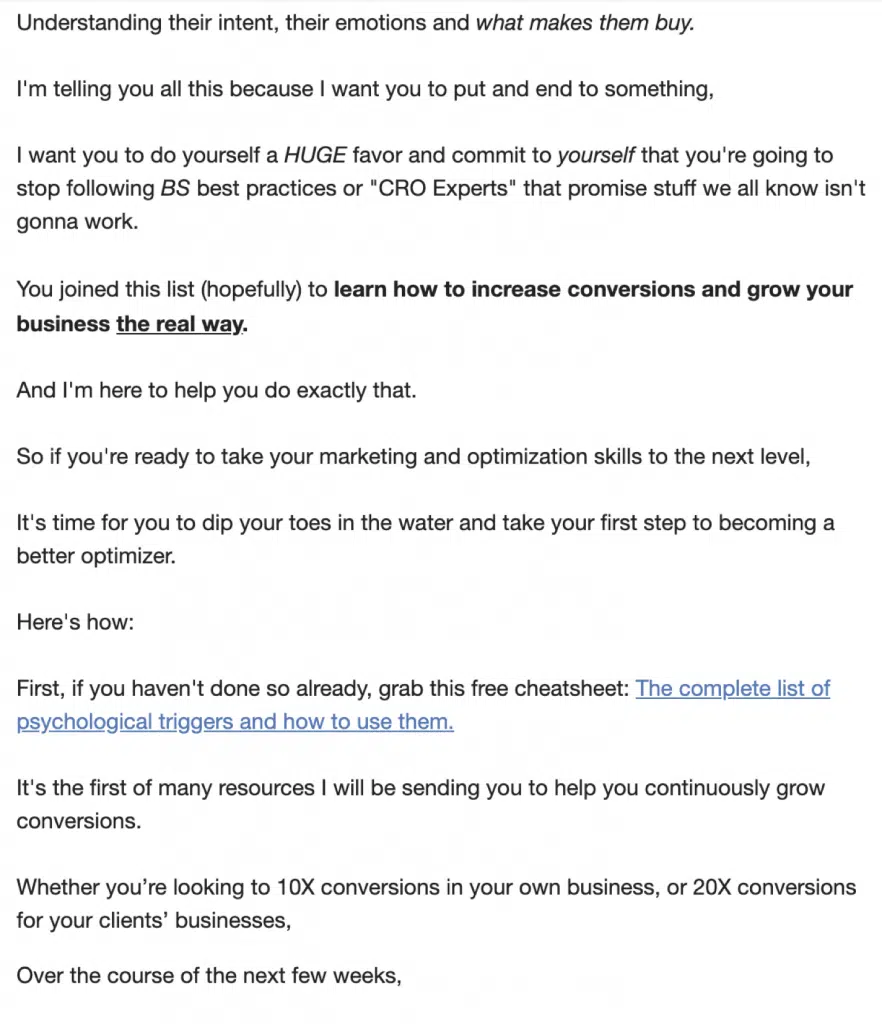 Understanding their intent, their emotions and what makes them buy.
I'm telling you all this because I want you to put and end to something,
I want you to do yourself a HUGE favor and commit to yourself that you're going to
stop following BS best practices or "CRO Experts" that promise stuff we all know isn't
gonna work.
You joined this list (hopefully) to learn how to increase conversions and grow your
business the real way.
And I'm here to help you do exactly that.
So if you're ready to take your marketing and optimization skills to the next level,
It's time for you to dip your toes in the water and take your first step to becoming a
better optimizer.
Here's how:
First, if you haven't done so already, grab this free cheatsheet: The complete list of
psychological triggers and how to use them.
It's the first of many resources I will be sending you to help you continuously grow
conversions.
Whether you’re looking to 10X conversions in your own business, or 20X conversions
for your clients’ businesses,
Over the course of the next few weeks,